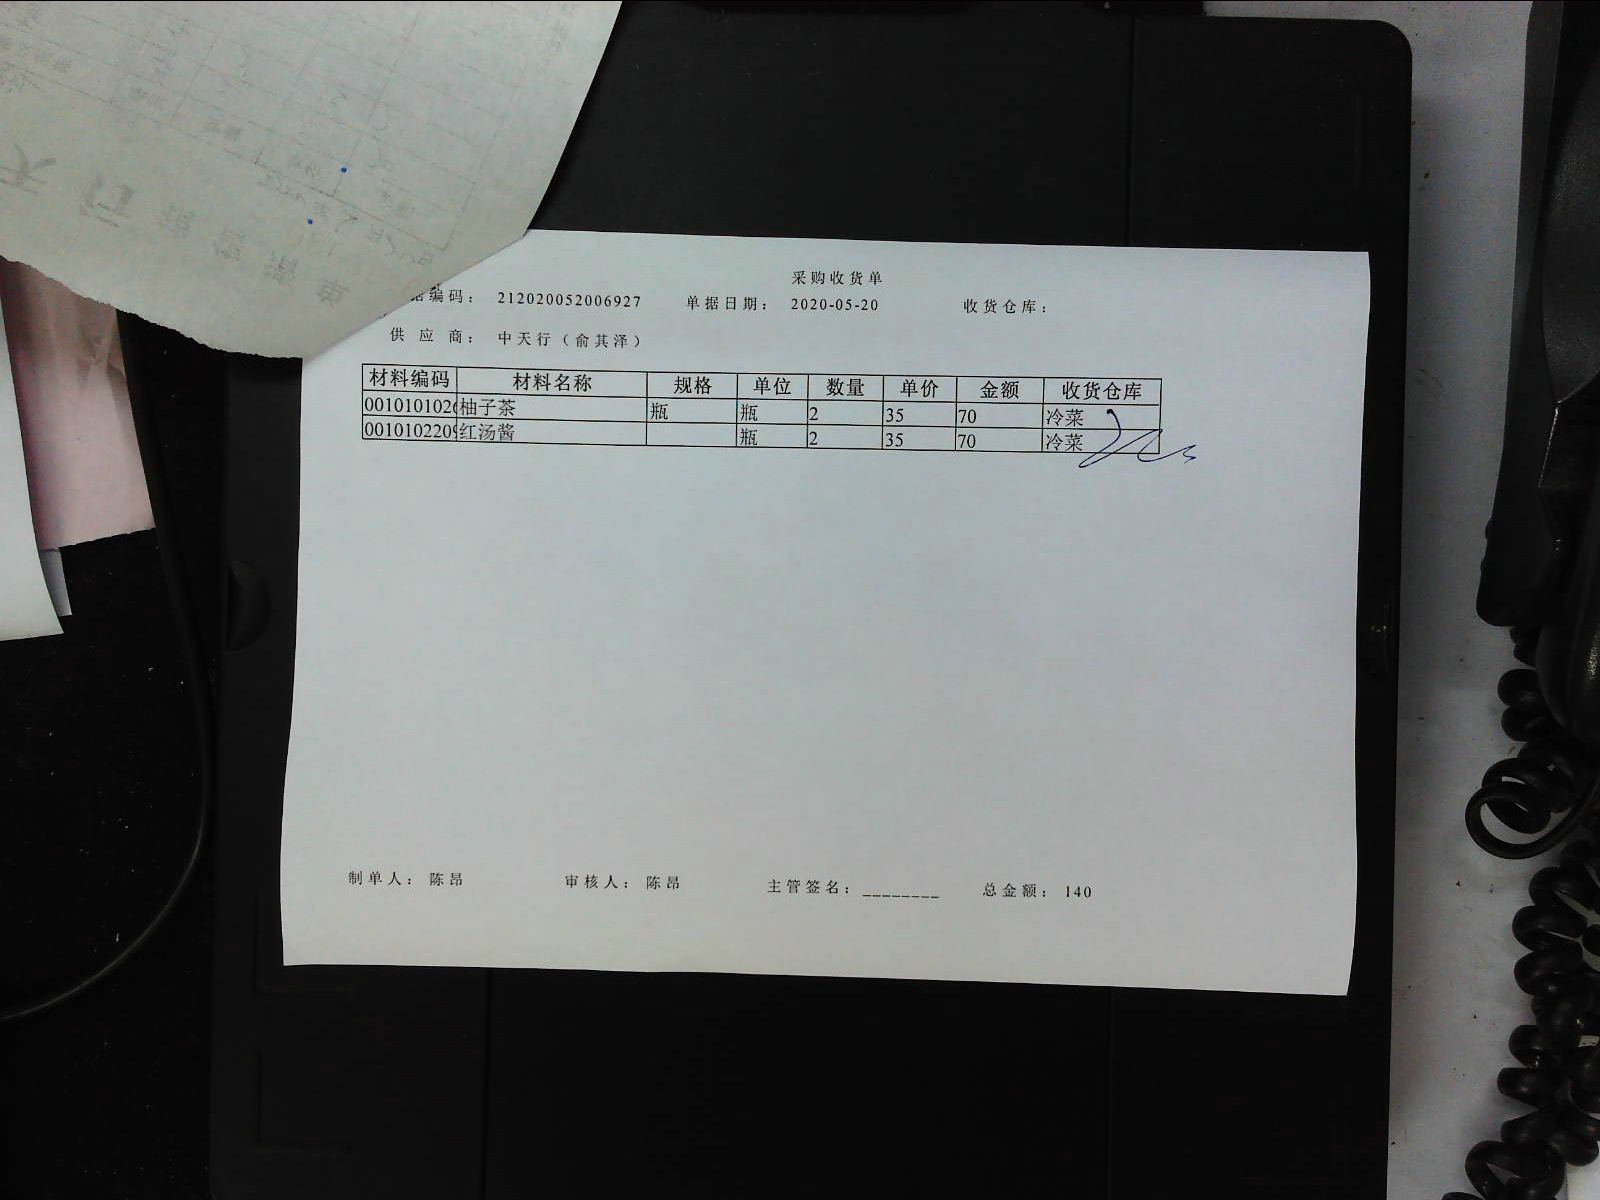 采购收货单
据编码： 212020052006927 单据日期： 2020-05-20 收货仓库：
供 应 商： 中天行（俞其泽）
材料编码 材料名称 规格 单位 数量 单价 金额 收货仓库
001010102 柚子茶 瓶 瓶 2 35 70 冷菜
001010220 红汤酱 瓶 2 35 70 冷菜
制单人： 陈昂 审核人： 陈昂 主管签名：________ 总金额： 140